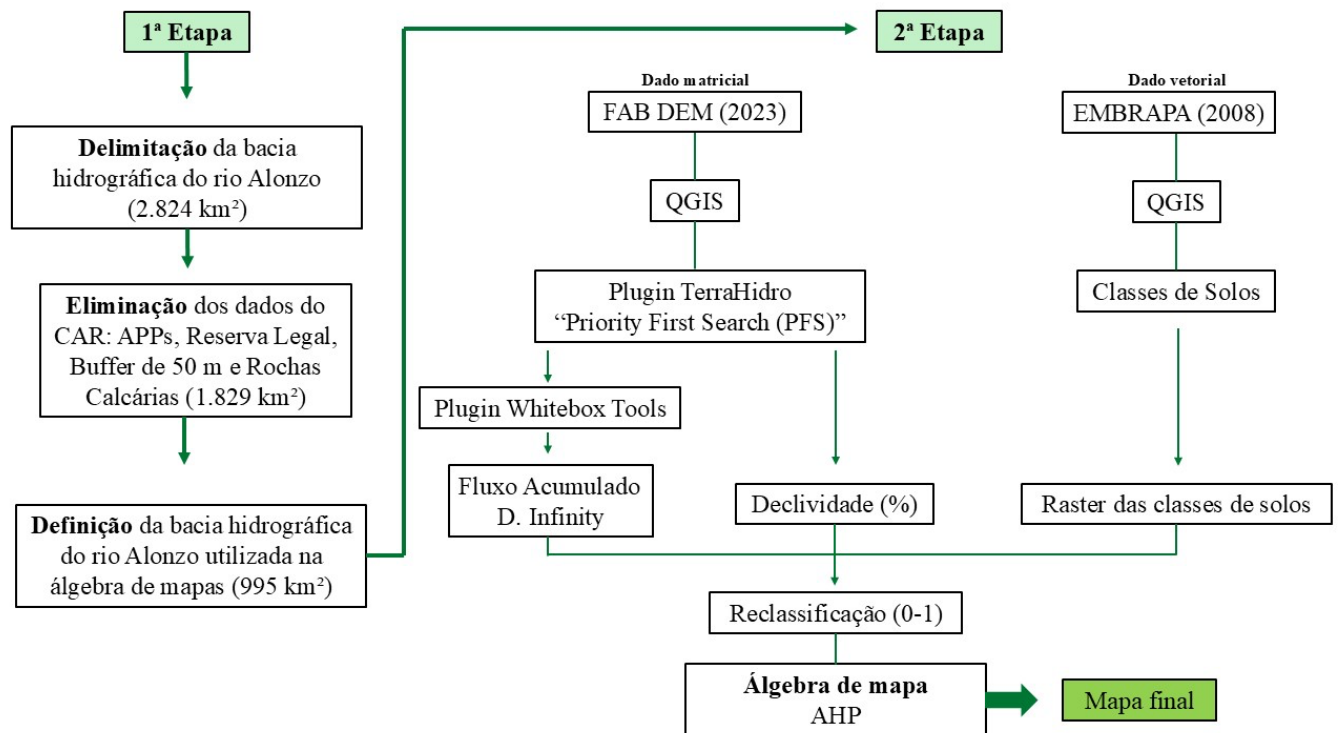 1ª Etapa
Delimitação da bacia
hidrográfica do rio Alonzo
(2.824 km²)
Eliminação dos dados do
CAR: APPs, Reserva Legal,
Buffer de 50 m e Rochas
Calcárias (1.829 km²)
Definição da bacia hidrográfica
do rio Alonzo utilizada na
álgebra de mapas (995 km²)
2ª Etapa
Dado matricial
FAB DEM (2023)
QGIS
Plugin TerraHidro
“Priority First Search (PFS)”
Plugin Whitebox Tools
Fluxo Acumulado
D. Infinity
Declividade (%)
Dado vetorial
EMBRAPA (2008)
QGIS
Classes de Solos
Raster das classes de solos
Reclassificação (0-1)
Álgebra de mapa
AHP
Mapa final